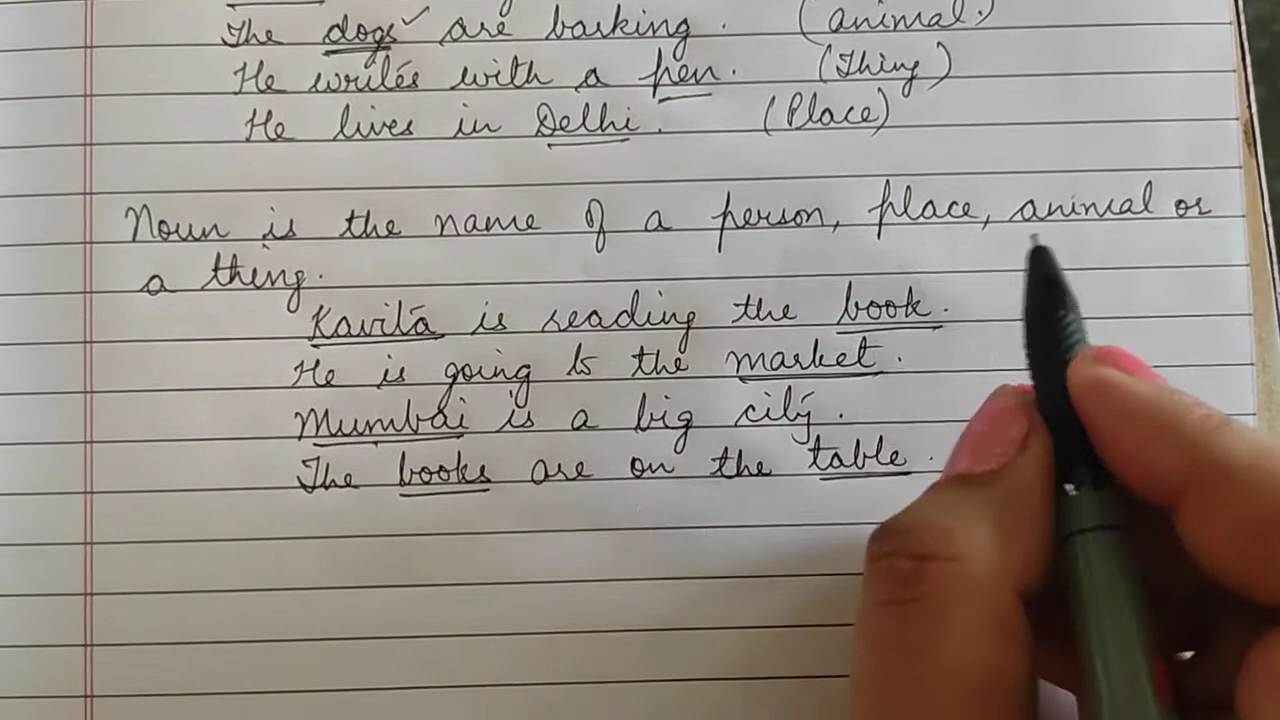 The dogs are barking. (animal.)
He writes with a pen. (Thing)
He lives in Delhi. (Place)
Noun is the name of a person, place, animal or
a thing.
Kavita is reading the book.
He is going to the market.
Mumbai is a big city.
The books are on the table.